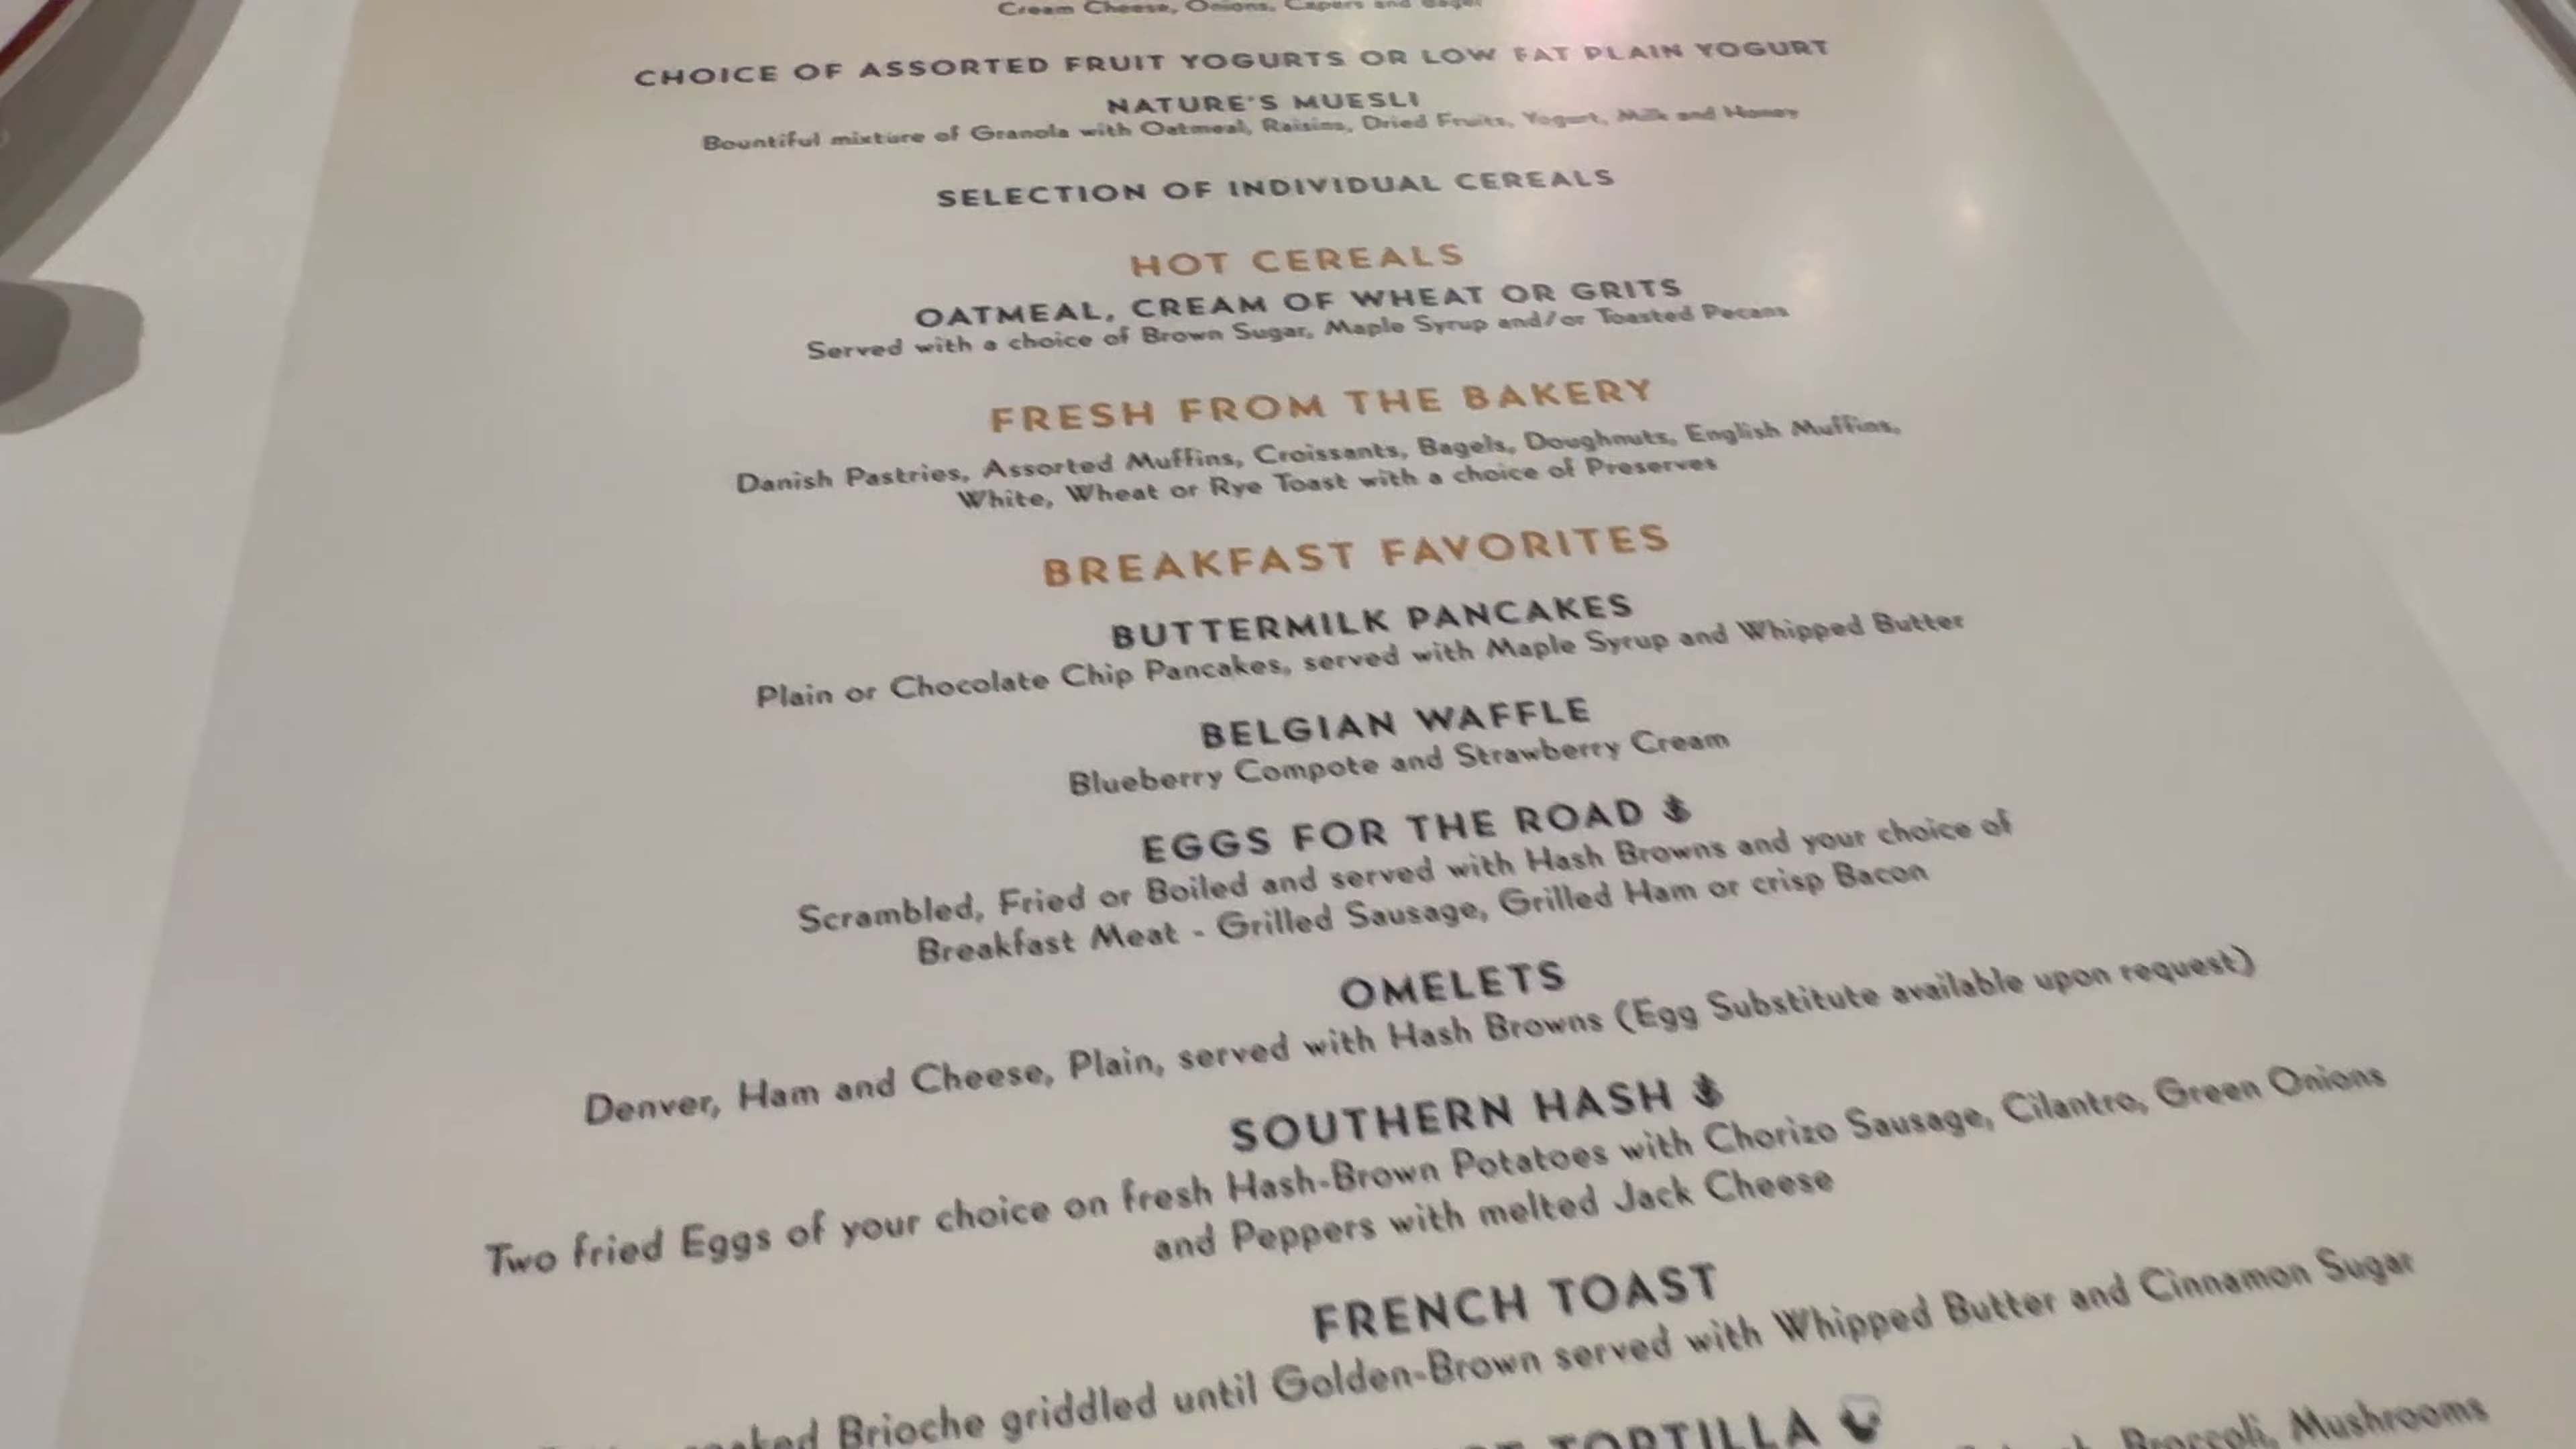 Cream Cheese, Onions, Capers and Bagel
CHOICE OF ASSORTED FRUIT YOGURTS OR LOW FAT PLAIN YOGURT
NATURE'S MUESLI
Bountiful mixture of Granola with Oatmeal, Raisins, Dried Fruits, Yogurt, Milk and Honey
SELECTION OF INDIVIDUAL CEREALS
HOT CEREALS
OATMEAL, CREAM OF WHEAT OR GRITS
Served with a choice of Brown Sugar, Maple Syrup and/or Toasted Pecans
FRESH FROM THE BAKERY
Danish Pastries, Assorted Muffins, Croissants, Bagels, Doughnuts, English Muffins,
White, Wheat or Rye Toast with a choice of Preserves
BREAKFAST FAVORITES
BUTTERMILK PANCAKES
Plain or Chocolate Chip Pancakes, served with Maple Syrup and Whipped Butter
BELGIAN WAFFLE
Blueberry Compote and Strawberry Cream
EGGS FOR THE ROAD
Scrambled, Fried or Boiled and served with Hash Browns and your choice of
Breakfast Meat - Grilled Sausage, Grilled Ham or crisp Bacon
OMELETS
Denver, Ham and Cheese, Plain, served with Hash Browns (Egg Substitute available upon request)
SOUTHERN HASH
Two fried Eggs of your choice on fresh Hash-Brown Potatoes with Chorizo Sausage, Cilantro, Green Onions
and Peppers with melted Jack Cheese
FRENCH TOAST
Brioche griddled until Golden-Brown served with Whipped Butter and Cinnamon Sugar
TORTILLA
Broccoli, Mushrooms